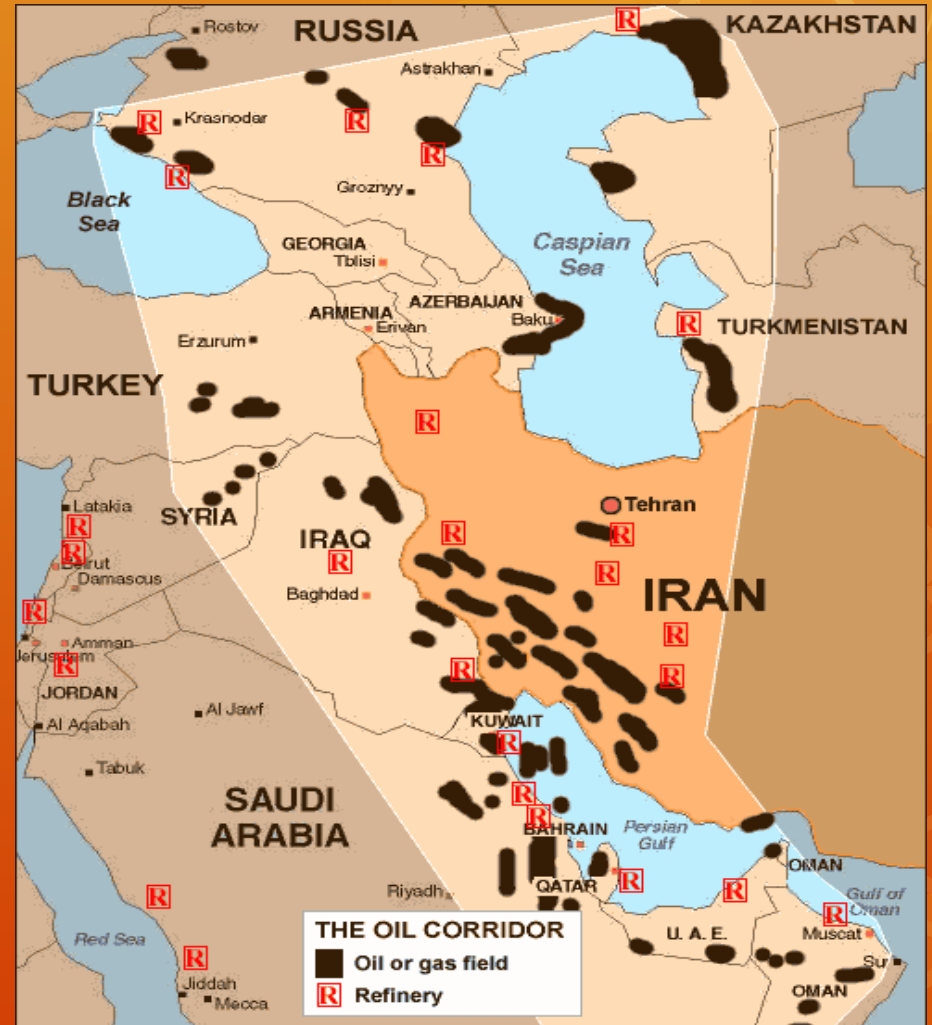 Rostov
RUSSIA
R
KAZAKHSTAN
Astrakhan
R
Krasnodar
R
R
R
Groznyy
Black
Sea
GEORGIA
Tblisi
Caspian
Sea
ARMENIA
AZERBAIJAN
Erivan
Baku
R
TURKMENISTAN
Erzurum
TURKEY
R
Tehran
Latakia
SYRIA
R
R
R
IRAQ
R
R
Beirut
Damascus
Baghdad
R
IRAN
R
R
Jerusalem
Amman
R
R
R
JORDAN
Al Aqabah
Al Jawf
KUWAIT
R
Tabuk
SAUDI
ARABIA
R
R
BAHRAIN
Persian
Gulf
OMAN
Riyadh
QATAR
R
R
Gulf of
Oman
R
R
Muscat
U. A. E.
Red Sea
R
Sur
Jiddah
Mecca
OMAN
THE OIL CORRIDOR
Oil or gas field
R
Refinery